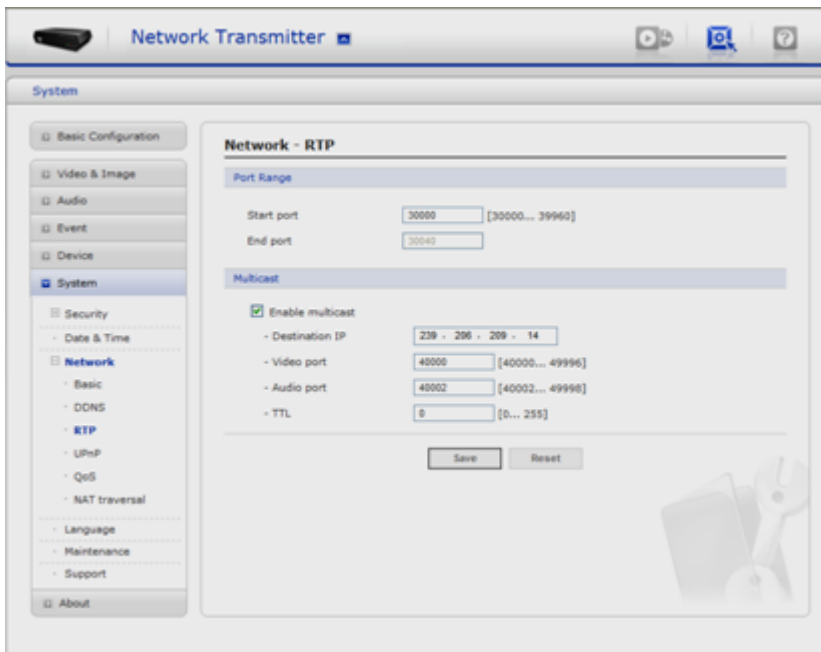 Network Transmitter
System
Basic Configuration
Video & Image
Audio
Event
Device
System
Security
Date & Time
Network
Basic
DDNS
RTP
UPnP
QoS
NAT traversal
Language
Maintenance
Support
About
Network - RTP
Port Range
Start port 30000 [30000... 39960]
End port 30040
Multicast
Enable multicast
- Destination IP 239 . 206 . 209 . 14
- Video port 40000 [40000... 49996]
- Audio port 40002 [40002... 49998]
- TTL 0 [0... 255]
Save Reset